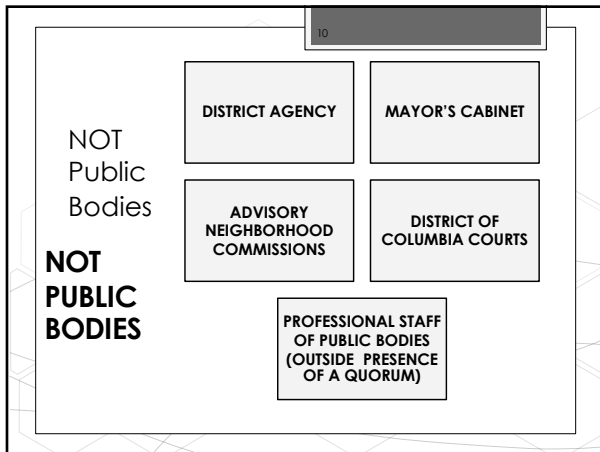 10
NOT
Public
Bodies
NOT
PUBLIC
BODIES
DISTRICT AGENCY
MAYOR’S CABINET
ADVISORY
NEIGHBORHOOD
COMMISSIONS
DISTRICT OF
COLUMBIA COURTS
PROFESSIONAL STAFF
OF PUBLIC BODIES
(OUTSIDE PRESENCE
OF A QUORUM)